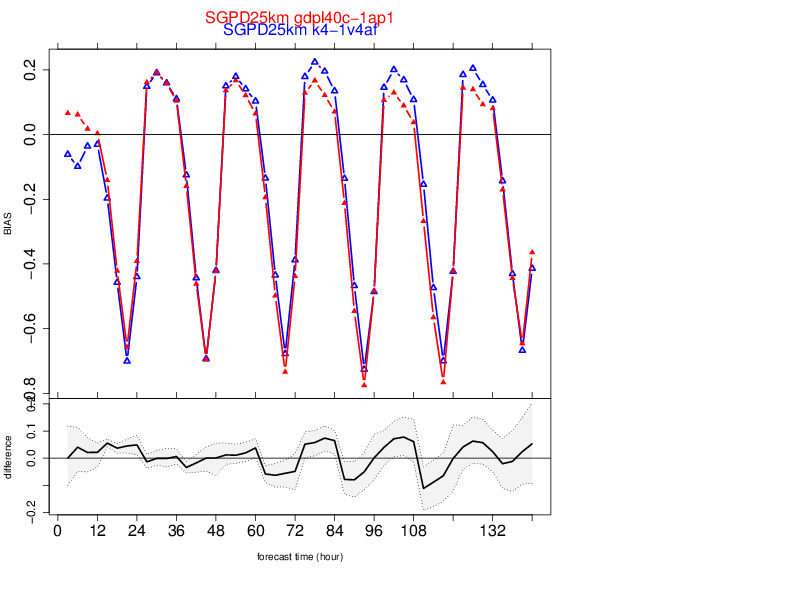 SGPD25km gdpl40c−1ap1
SGPD25km k4−1v4af
BIAS
0.2
0.0
−0.2
−0.4
−0.6
−0.8
difference
0.2
0.1
0.0
−0.2
0 12 24 36 48 60 72 84 96 108 132
forecast time (hour)